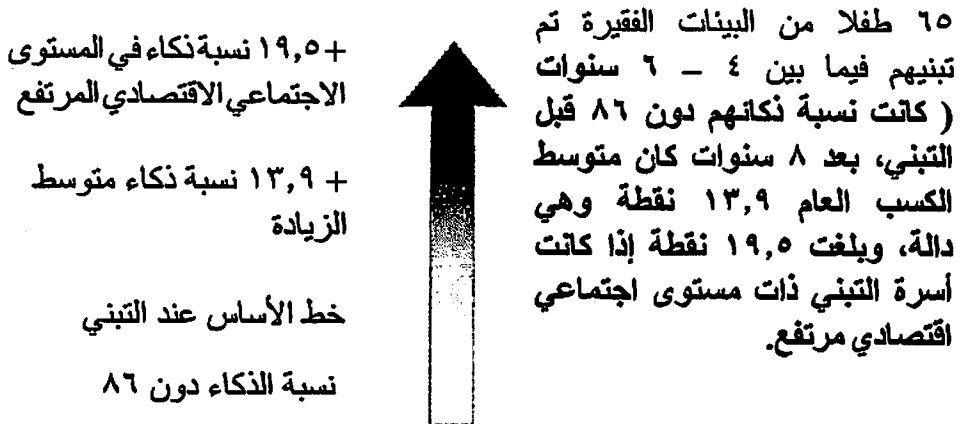 ٦٥ طفلا من البيئات الفقيرة تم
تبنيهم فيما بين ٤ – ٦ سنوات
( كانت نسبة نكائهم دون ٨٦ قبل
التبني، بعد ٨ سنوات كان متوسط
الكسب العام ١٣,٩ نقطة وهي
دالة، وبلغت ١٩,٥ نقطة إذا كانت
أسرة التبني ذات مستوى اجتماعي
اقتصادي مرتفع.
+١٩,٥ نسبة ذكاء في المستوى
الاجتماعي الاقتصادي المرتفع
+ ١٣,٩ نسبة ذكاء متوسط
الزيادة
خط الأساس عند التبني
نسبة الذكاء دون ٨٦